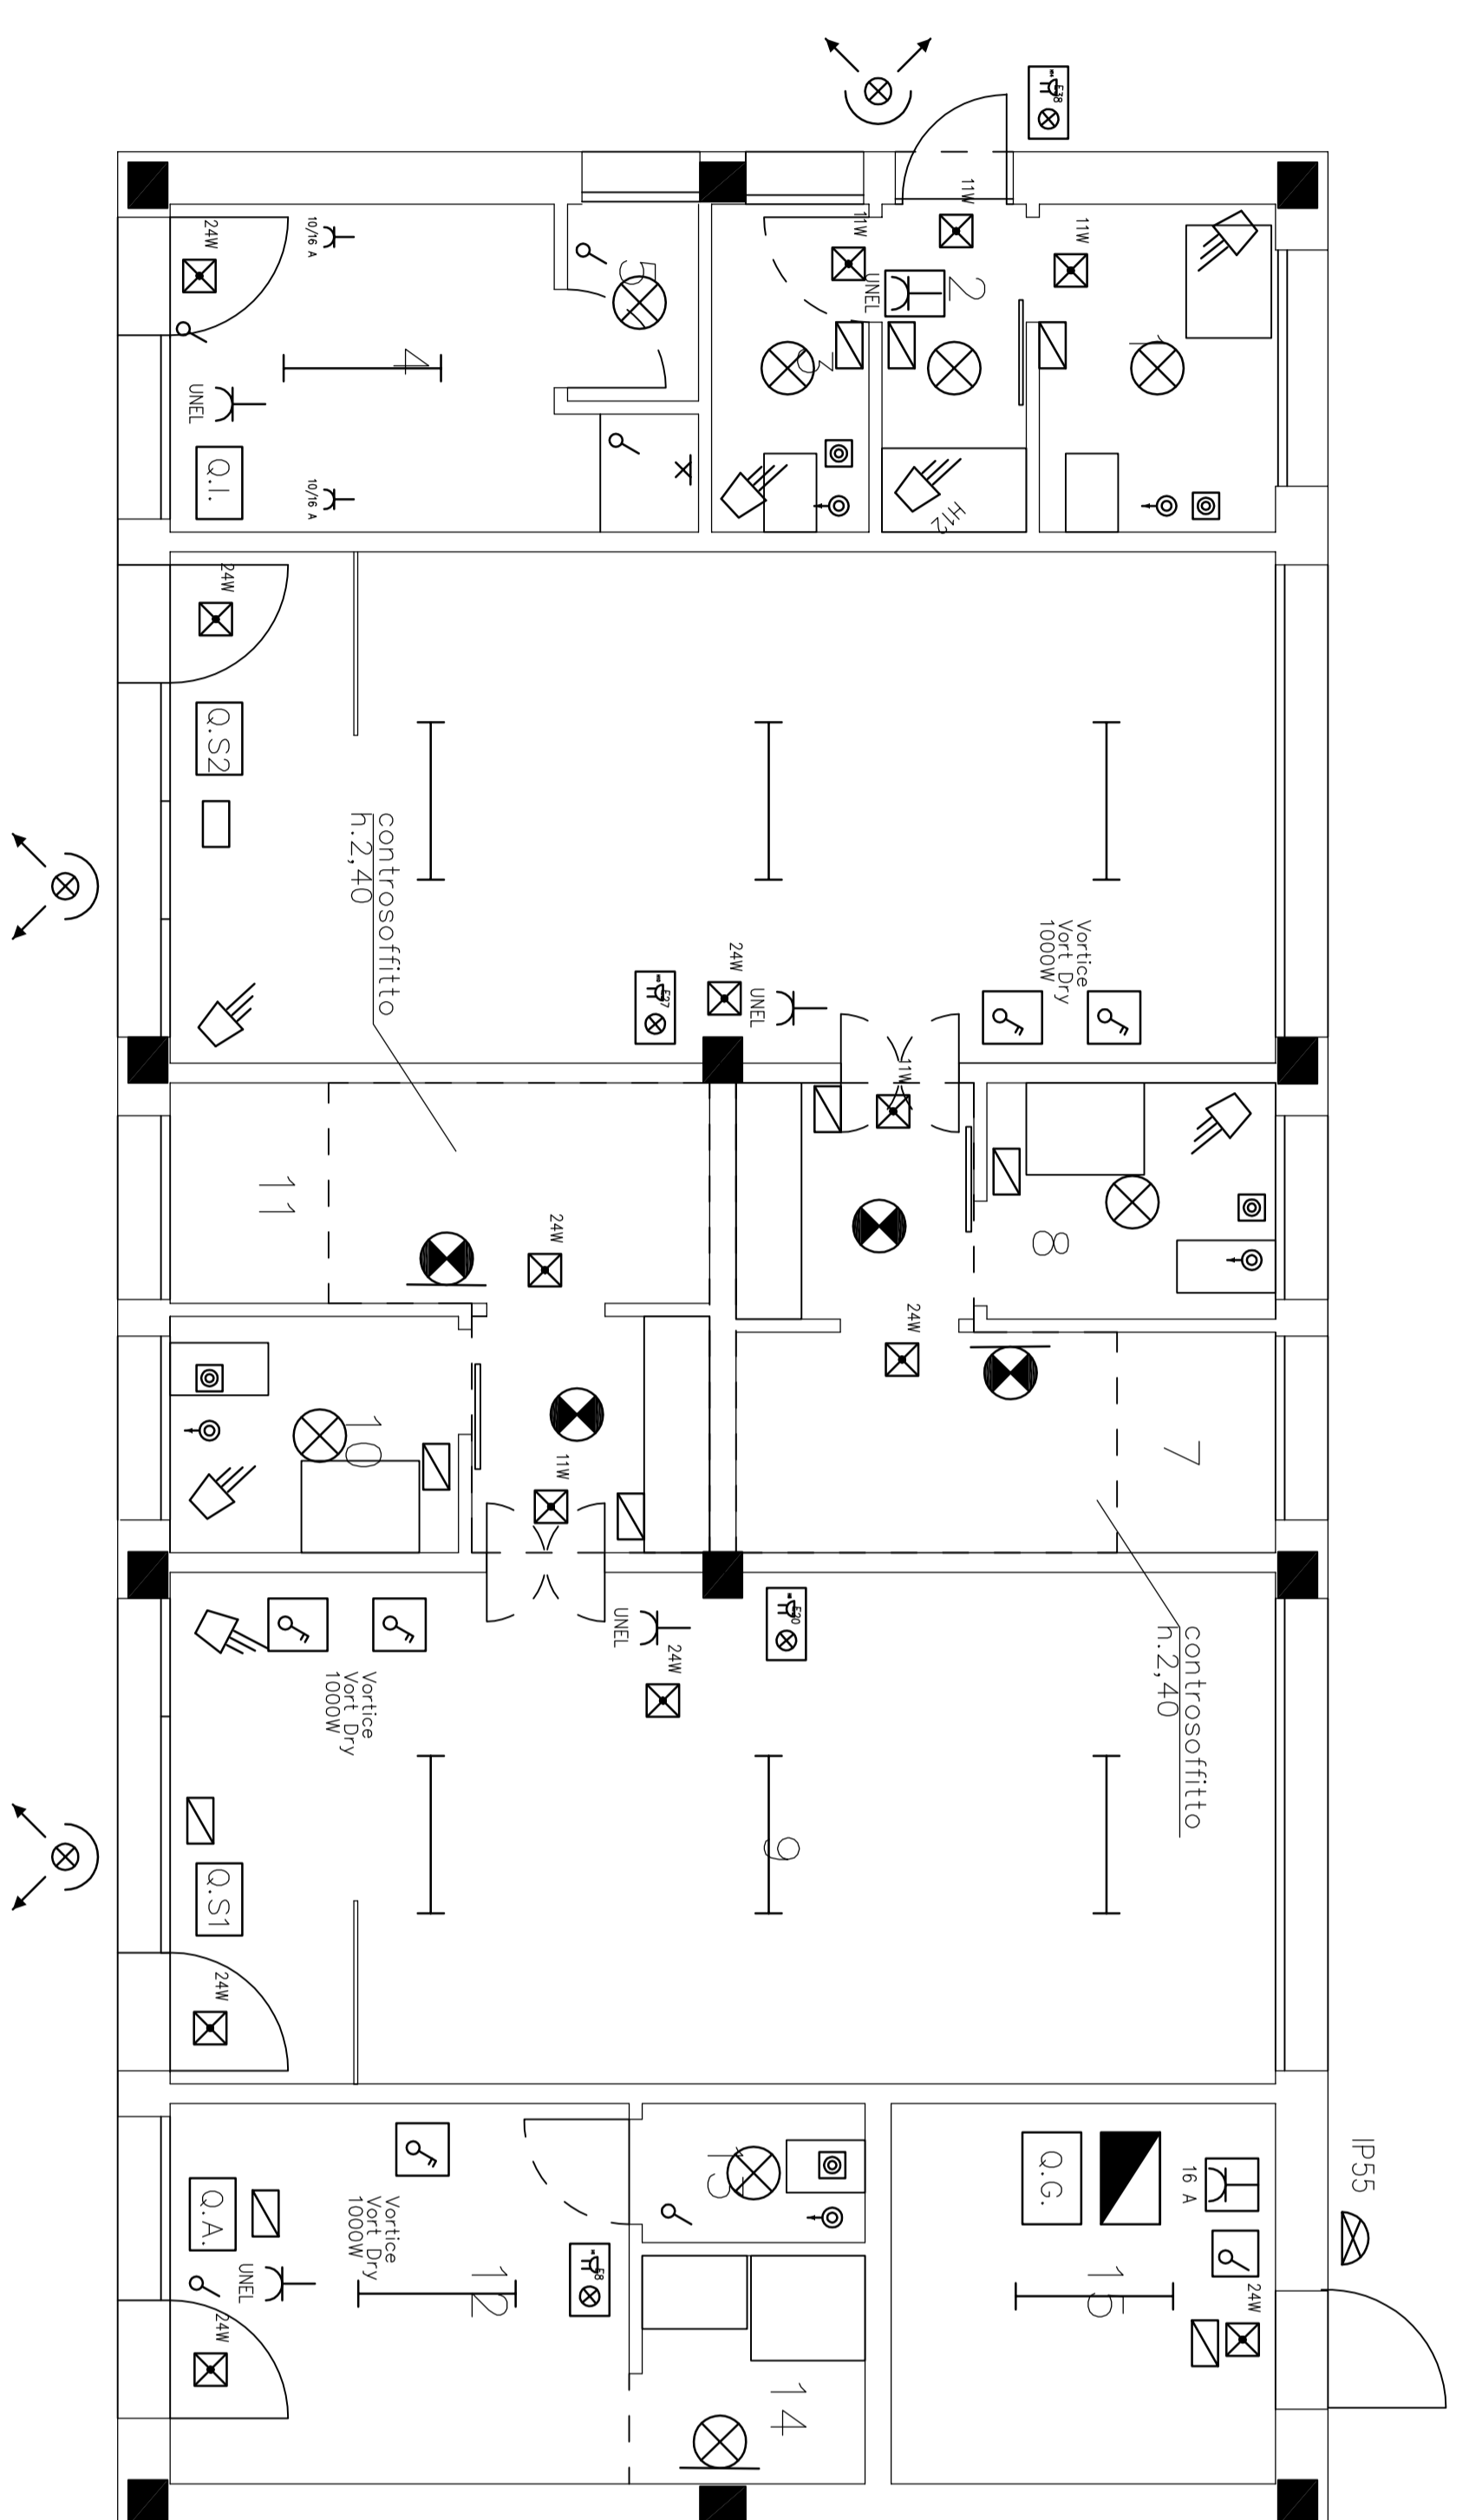 11W
11W
11W
24W
10/16 A
UNEL
5
2
1
3
4
UNEL
Q.I.
10/16 A
H23
24W
Q.S2
controsoffitto
h.2,40
Vortice
Vort Dry
1000W
24W
UNEL
11W
11
24W
8
24W
10
7
11W
UNEL
24W
controsoffitto
h.2,40
Vortice
Vort Dry
1000W
9
Q.S1
24W
IP55
13
Q.G.
16 A
Q.A.
Vortice
Vort Dry
1000W
UNEL
12
15
24W
24W
14